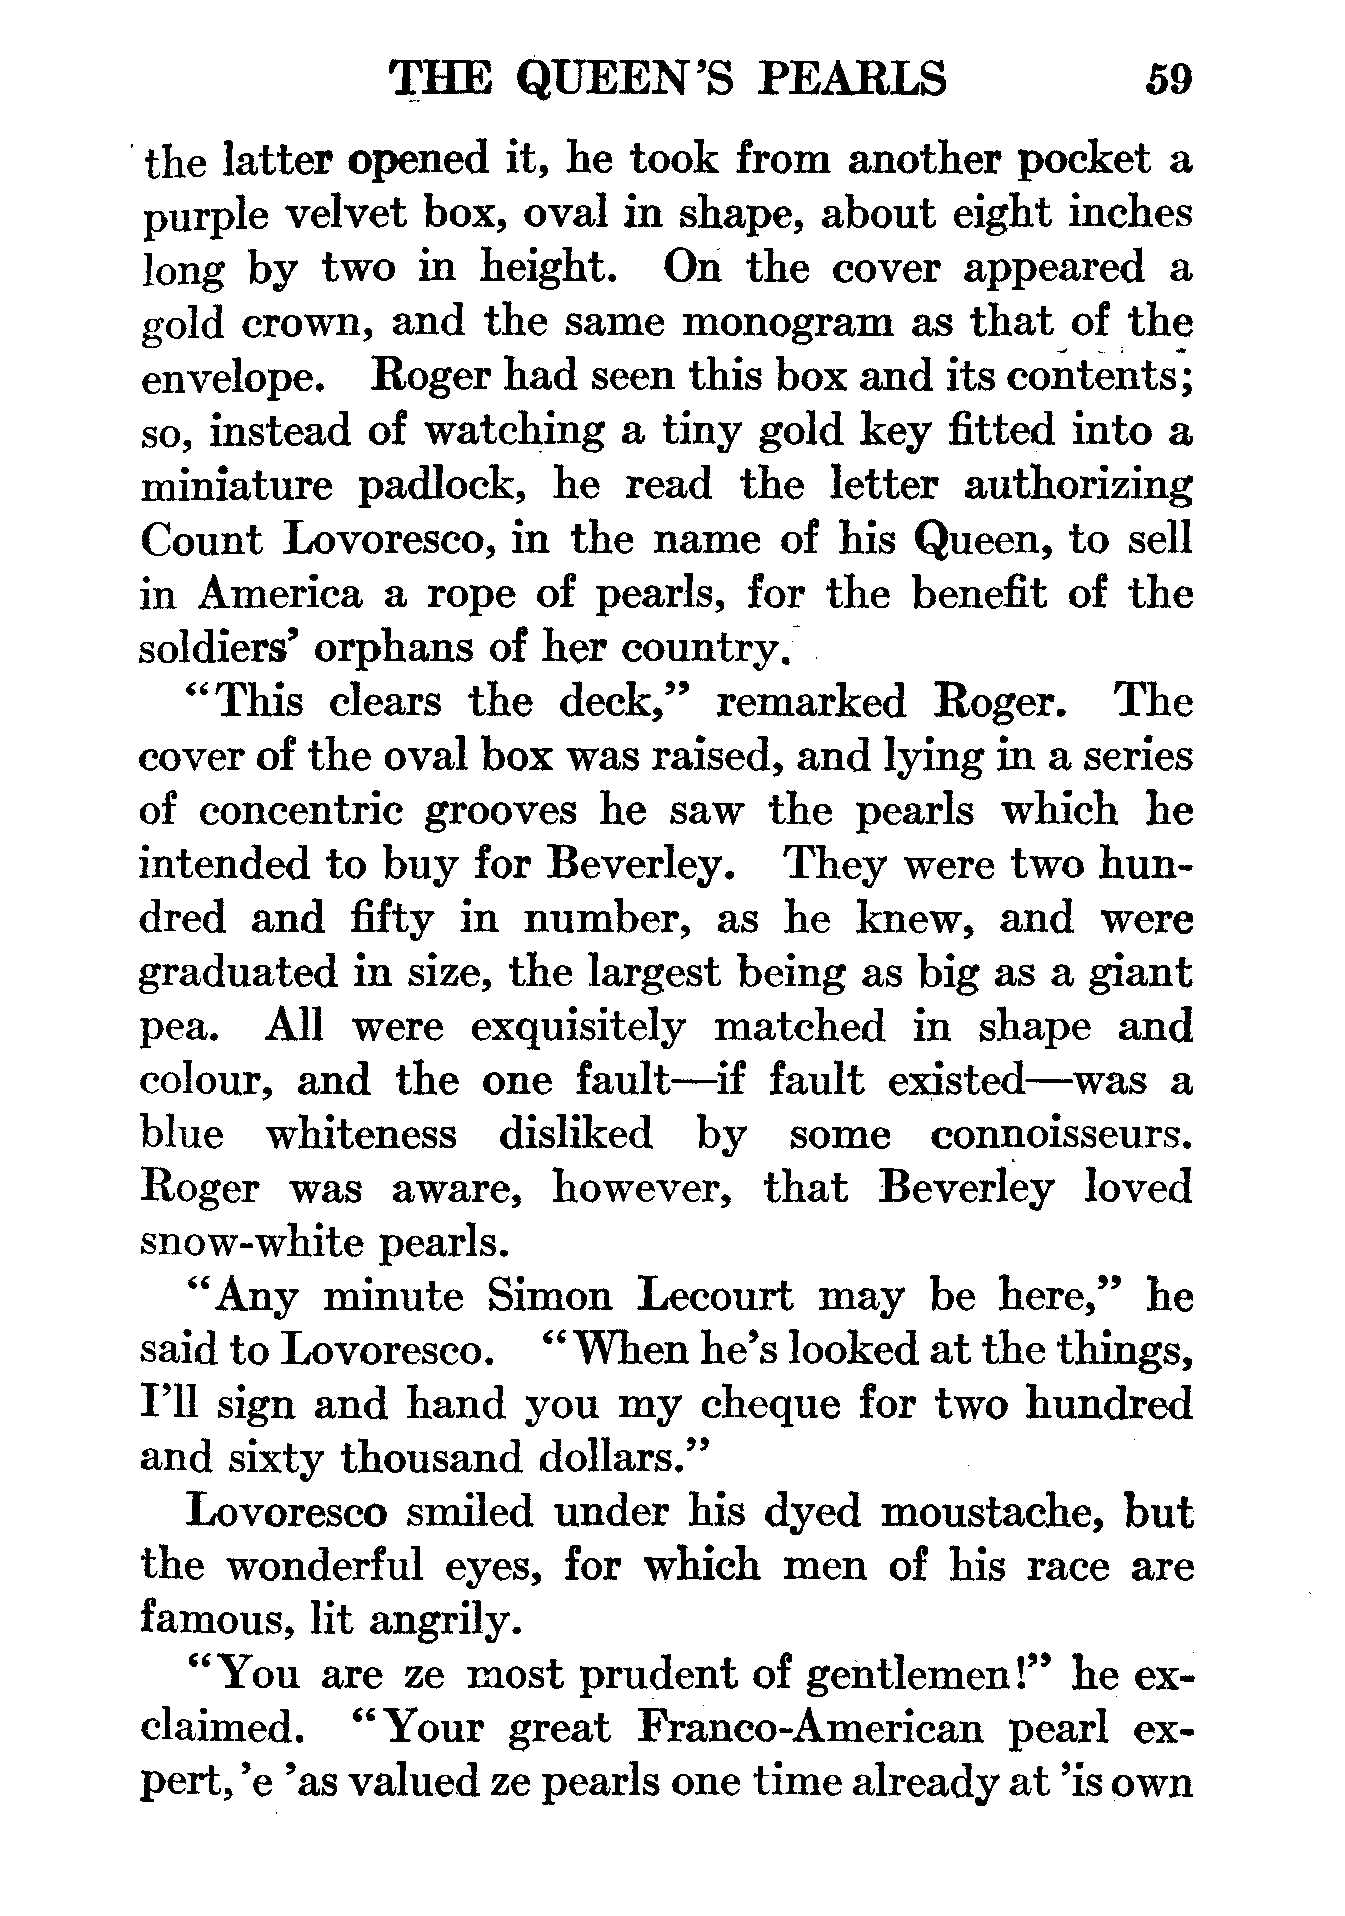 THE QUEEN'S PEARLS 59
the latter opened it, he took from another pocket a
purple velvet box, oval in shape, about eight inches
long by two in height. On the cover appeared a
gold crown, and the same monogram as that of the
envelope. Roger had seen this box and its contents;
so, instead of watching a tiny gold key fitted into a
miniature padlock, he read the letter authorizing
Count Lovoresco, in the name of his Queen, to sell
in America a rope of pearls, for the benefit of the
soldiers' orphans of her country.
"This clears the deck," remarked Roger. The
cover of the oval box was raised, and lying in a series
of concentric grooves he saw the pearls which he
intended to buy for Beverley. They were two hun-
dred and fifty in number, as he knew, and were
graduated in size, the largest being as big as a giant
pea. All were exquisitely matched in shape and
colour, and the one fault—if fault existed—was a
blue whiteness disliked by some connoisseurs.
Roger was aware, however, that Beverley loved
snow-white pearls.
"Any minute Simon Lecourt may be here," he
said to Lovoresco. "When he's looked at the things,
I'll sign and hand you my cheque for two hundred
and sixty thousand dollars."
Lovoresco smiled under his dyed moustache, but
the wonderful eyes, for which men of his race are
famous, lit angrily.
"You are ze most prudent of gentlemen!" he ex-
claimed. "Your great Franco-American pearl ex-
pert, 'e 'as valued ze pearls one time already at 'is own